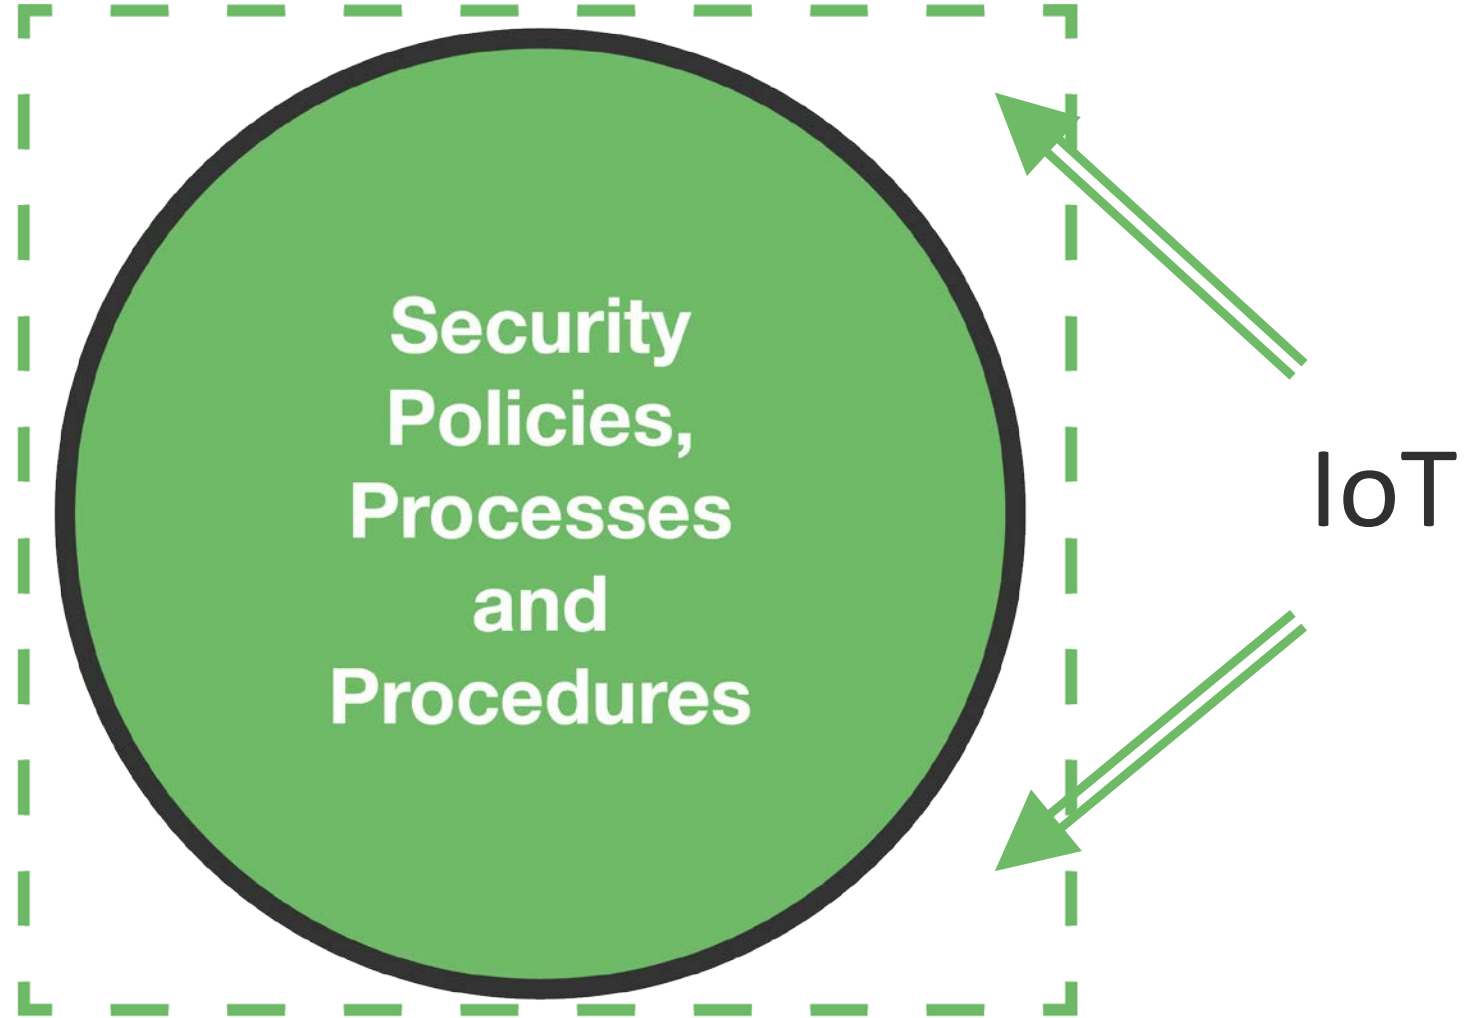 Security
Policies,
Processes
and
Procedures
IoT